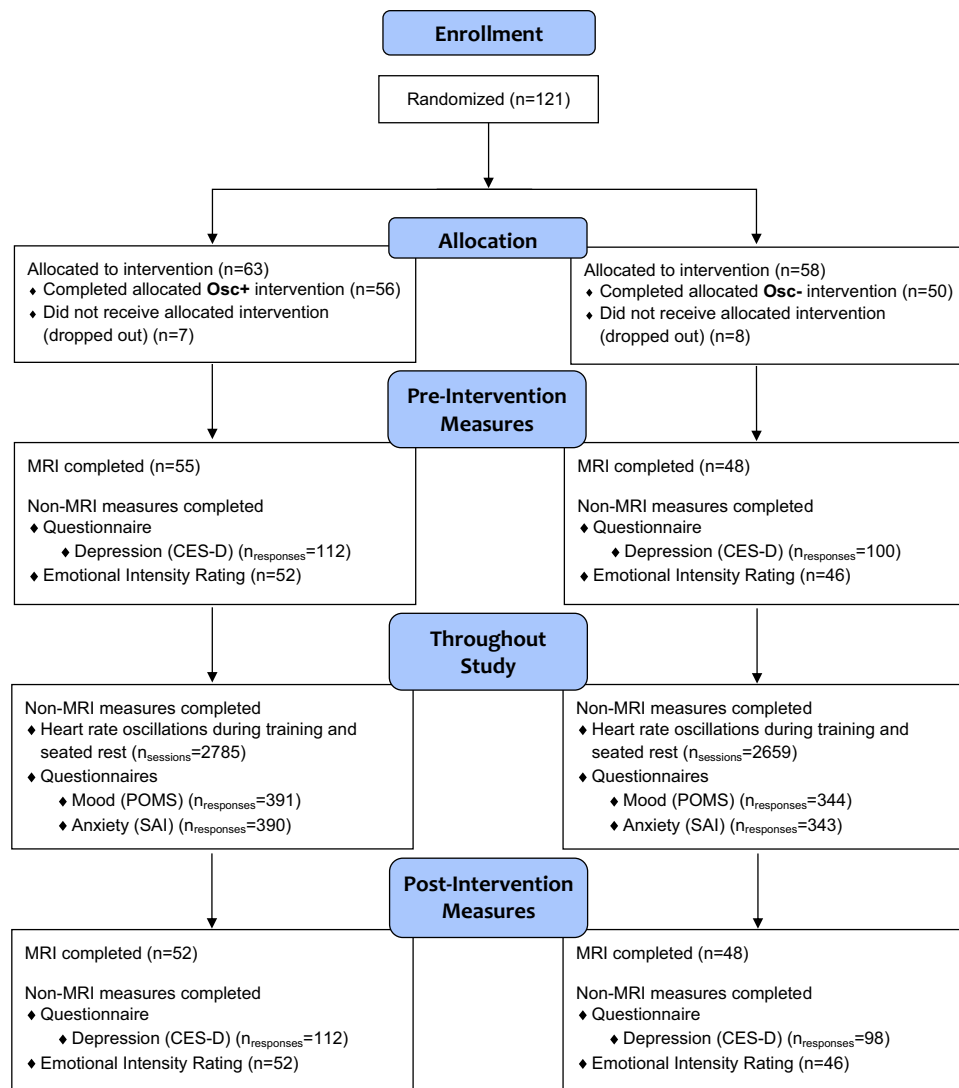 Enrollment
Randomized (n=121)
Allocation
Allocated to intervention (n=63)
♦ Completed allocated Osc+ intervention (n=56)
♦ Did not receive allocated intervention
(dropped out) (n=7)
Allocated to intervention (n=58)
♦ Completed allocated Osc- intervention (n=50)
♦ Did not receive allocated intervention
(dropped out) (n=8)
Pre-Intervention
Measures
MRI completed (n=55)
Non-MRI measures completed
♦ Questionnaire
♦ Depression (CES-D) (nresponses=112)
♦ Emotional Intensity Rating (n=52)
MRI completed (n=48)
Non-MRI measures completed
♦ Questionnaire
♦ Depression (CES-D) (nresponses=100)
♦ Emotional Intensity Rating (n=46)
Throughout
Study
Non-MRI measures completed
♦ Heart rate oscillations during training and
seated rest (nsessions=2785)
♦ Questionnaires
♦ Mood (POMS) (nresponses=391)
♦ Anxiety (SAI) (nresponses=390)
Non-MRI measures completed
♦ Heart rate oscillations during training and
seated rest (nsessions=2659)
♦ Questionnaires
♦ Mood (POMS) (nresponses=344)
♦ Anxiety (SAI) (nresponses=343)
Post-Intervention
Measures
MRI completed (n=52)
Non-MRI measures completed
♦ Questionnaire
♦ Depression (CES-D) (nresponses=112)
♦ Emotional Intensity Rating (n=52)
MRI completed (n=48)
Non-MRI measures completed
♦ Questionnaire
♦ Depression (CES-D) (nresponses=98)
♦ Emotional Intensity Rating (n=46)